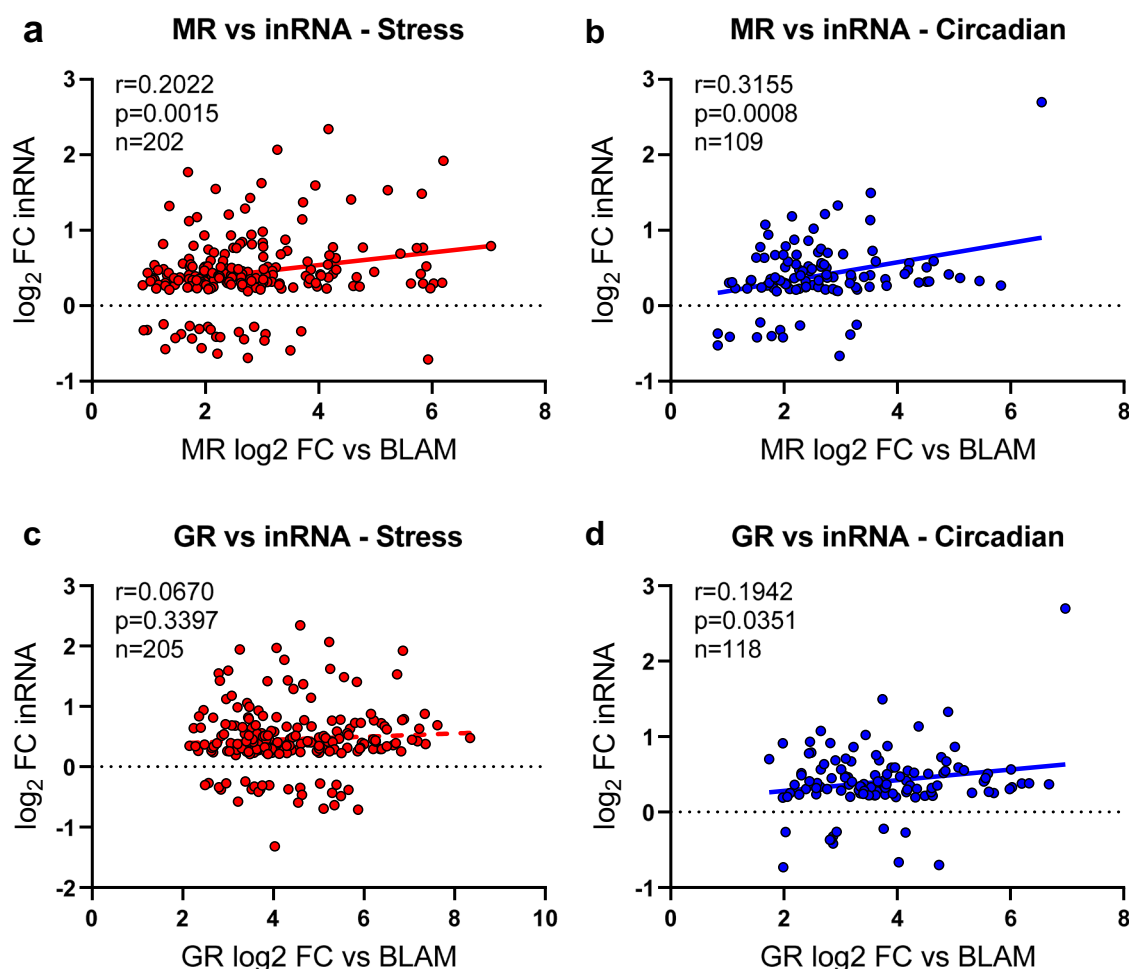 a
MR vs inRNA - Stress
r=0.2022
p=0.0015
n=202
log2 FC inRNA
3
2
1
0
-1
0 2 4 6 8
MR log2 FC vs BLAM
b
MR vs inRNA - Circadian
r=0.3155
p=0.0008
n=109
log2 FC inRNA
3
2
1
0
-1
0 2 4 6 8
MR log2 FC vs BLAM
c
GR vs inRNA - Stress
r=0.0670
p=0.3397
n=205
log2 FC inRNA
3
2
1
0
-1
-2
0 2 4 6 8 10
GR log2 FC vs BLAM
d
GR vs inRNA - Circadian
r=0.1942
p=0.0351
n=118
log2 FC inRNA
3
2
1
0
-1
0 2 4 6 8
GR log2 FC vs BLAM